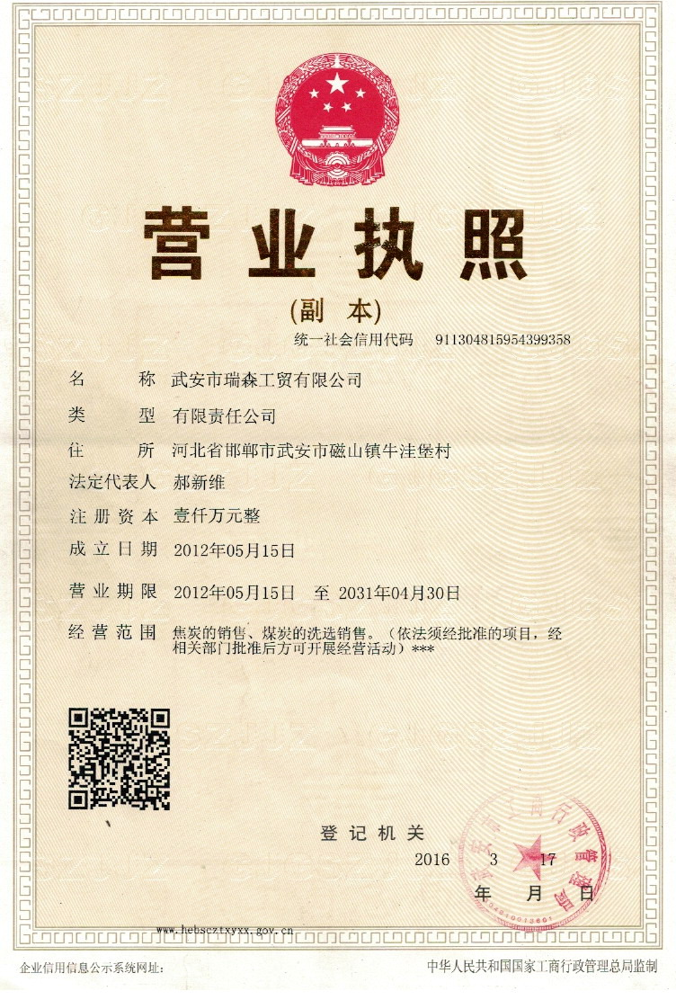 营业执照
(副 本)
统一社会信用代码 911304815954399358
名 称 武安市瑞森工贸有限公司
类 型 有限责任公司
住 所 河北省邯郸市武安市磁山镇牛洼堡村
法定代表人 郝新维
注册资本 壹仟万元整
成立日期 2012年05月15日
营业期限 2012年05月15日 至 2031年04月30日
经营范围 焦炭的销售、煤炭的洗选销售。（依法须经批准的项目，经
相关部门批准后方可开展经营活动）***
登记机关
武安市工商行政管理局
2016 3 17
年 月 日
www.hebscztxyxx.gov.cn
企业信用信息公示系统网址：
中华人民共和国国家工商行政管理总局监制